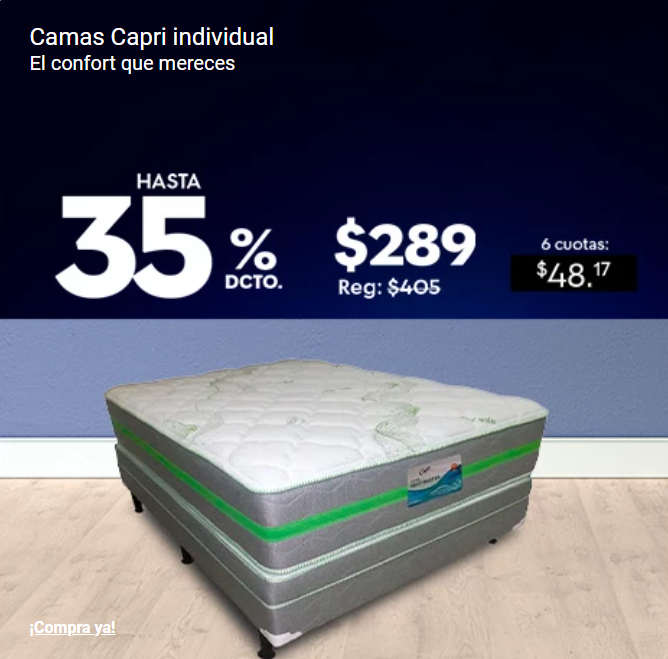 Camas Capri individual
El confort que mereces
HASTA
35 % DCTO.
$289
Reg: $405
6 cuotas:
$48.17
Capri
¡Compra ya!